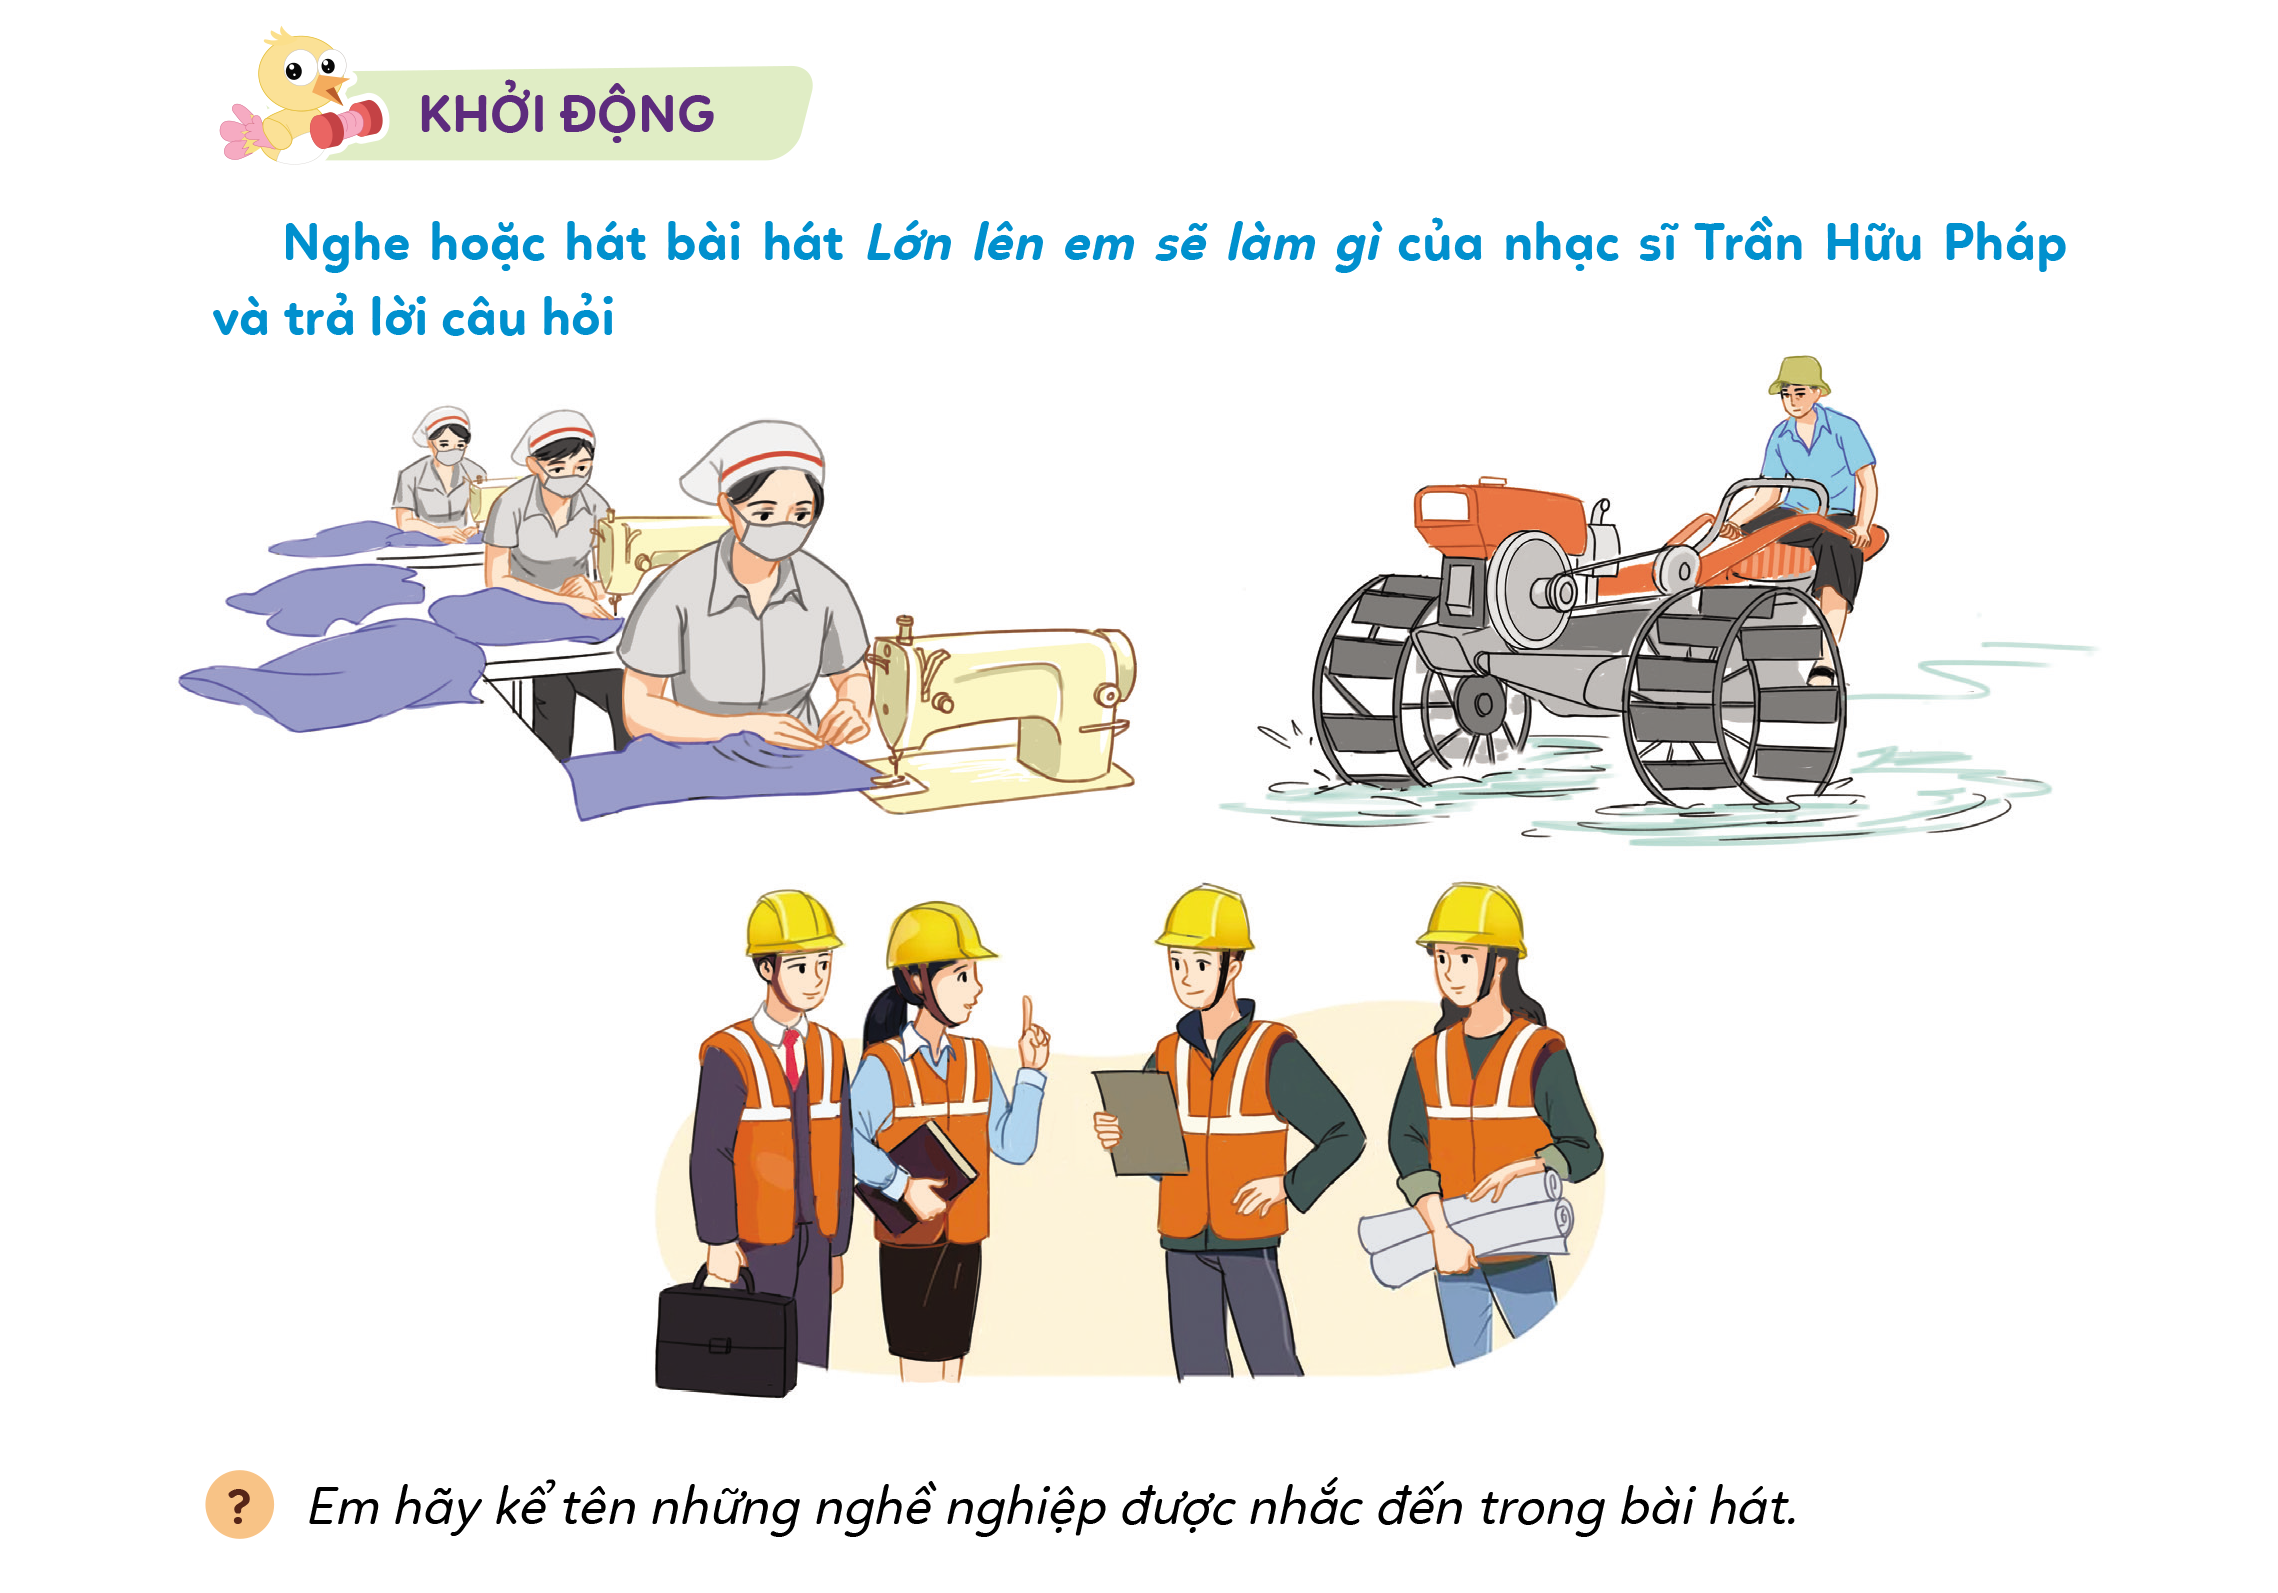 KHỞI ĐỘNG
Nghe hoặc hát bài hát Lớn lên em sẽ làm gì của nhạc sĩ Trần Hữu Pháp
và trả lời câu hỏi
? Em hãy kể tên những nghề nghiệp được nhắc đến trong bài hát.